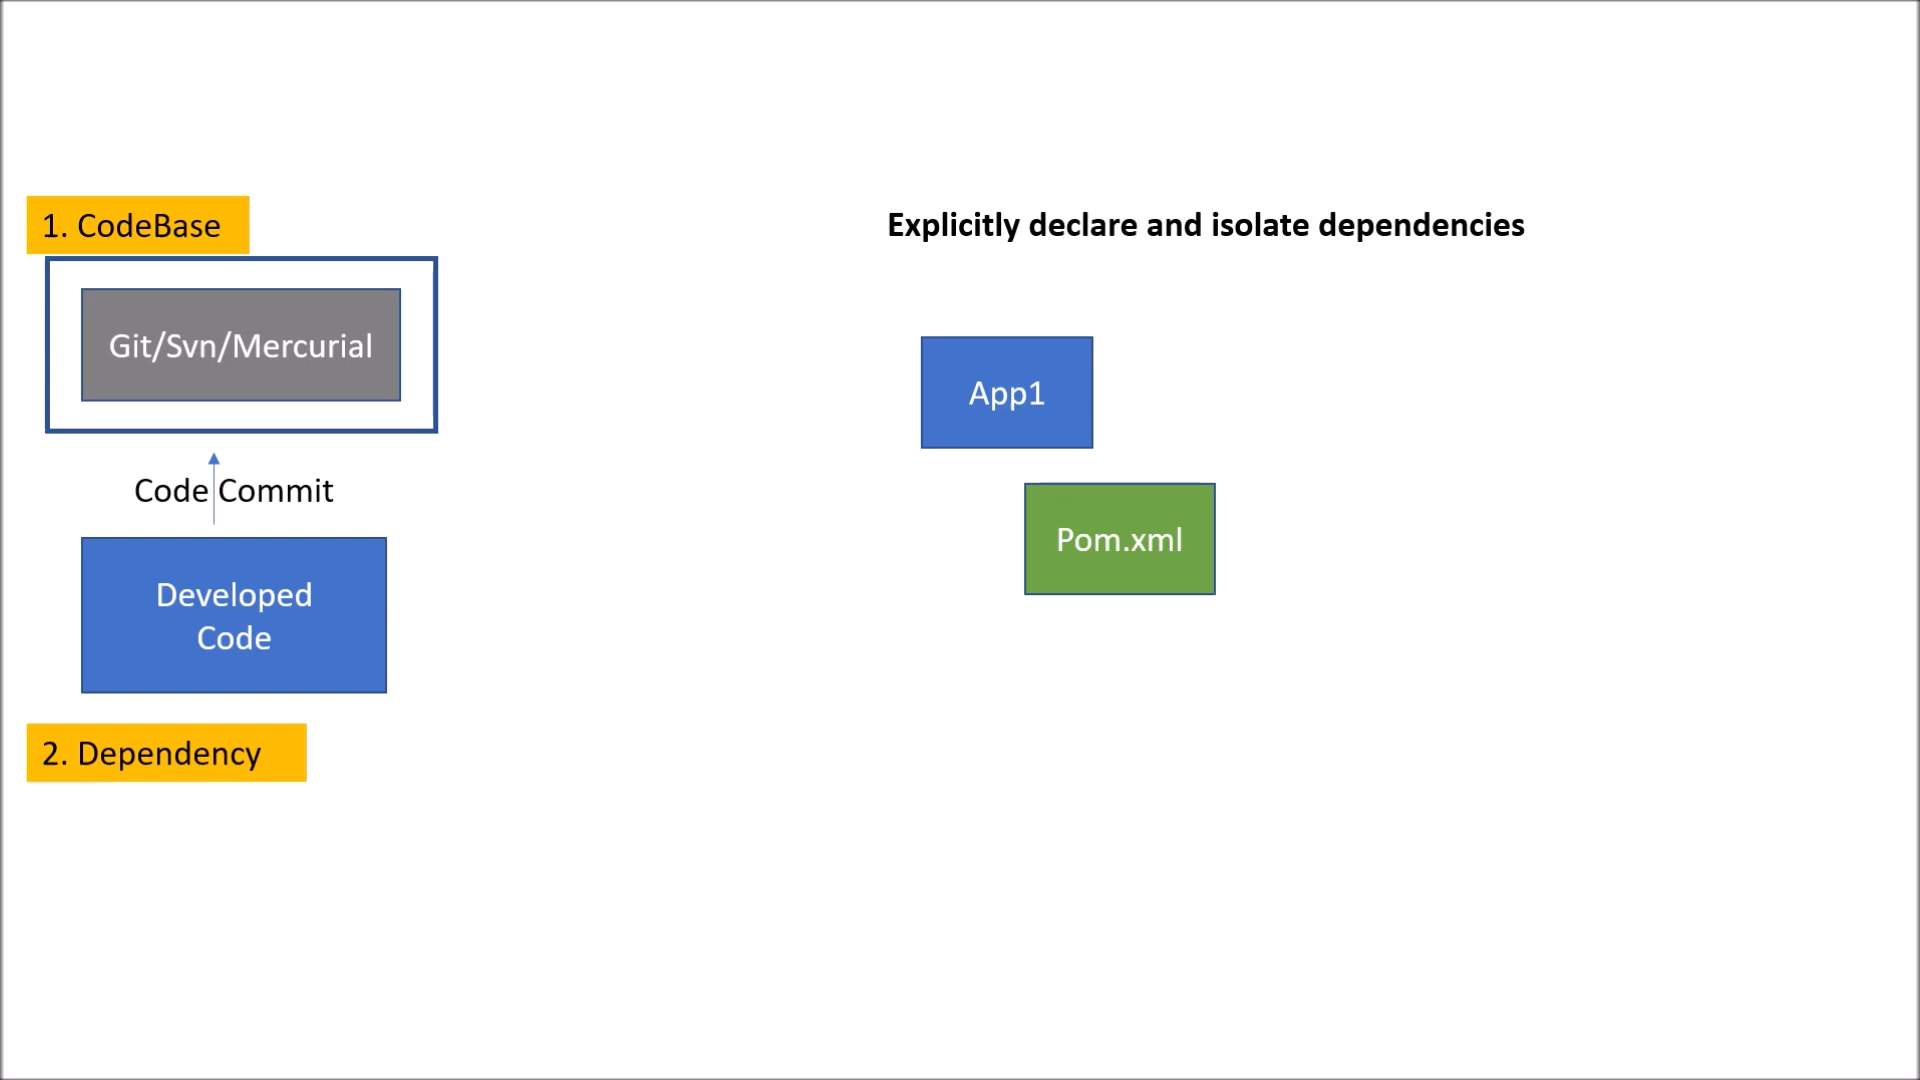 1. CodeBase
Git/Svn/Mercurial
Code Commit
Developed
Code
2. Dependency
Explicitly declare and isolate dependencies
App1
Pom.xml